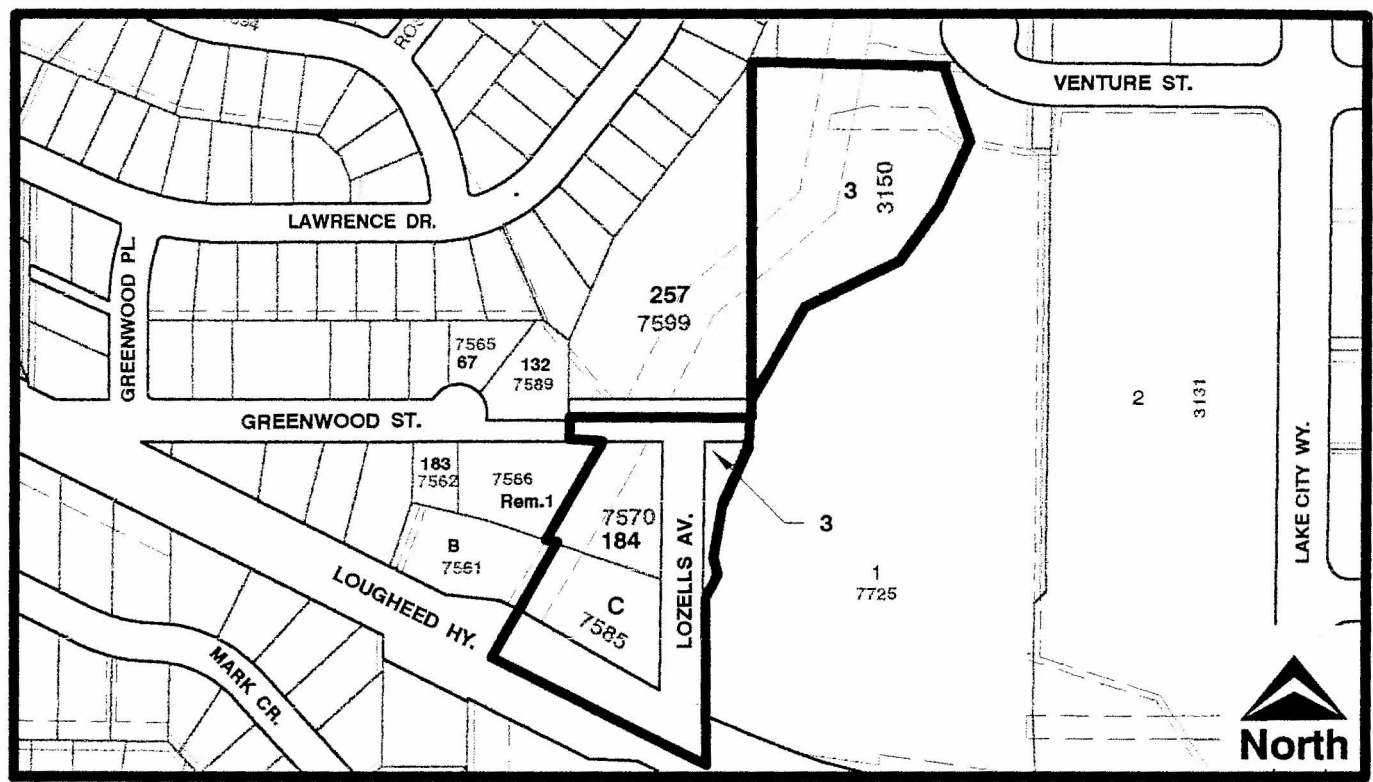 VENTURE ST.
3
3150
LAWRENCE DR.
GREENWOOD PL.
257
7599
7565
67
132
7589
2
3131
GREENWOOD ST.
183
7562
7566
Rem.1
7570
184
3
LAKE CITY WY.
B
7561
LOUGHEED HY.
C
7585
LOZELLS AV.
1
7725
MARK CR.
North